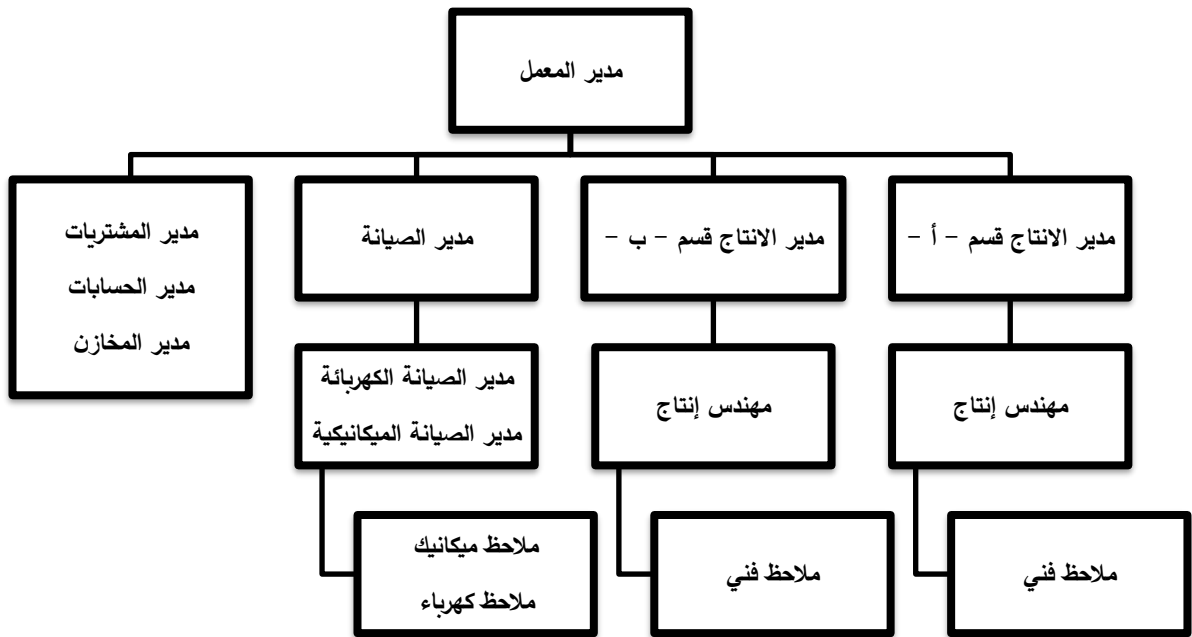 مدير المعمل
مدير الانتاج قسم - أ -
مدير الانتاج قسم - ب -
مدير الصيانة
مدير المشتريات
مدير الحسابات
مدير المخازن
مهندس إنتاج
مهندس إنتاج
مدير الصيانة الكهربائة
مدير الصيانة الميكانيكية
ملاحظ فني
ملاحظ فني
ملاحظ ميكانيك
ملاحظ كهرباء